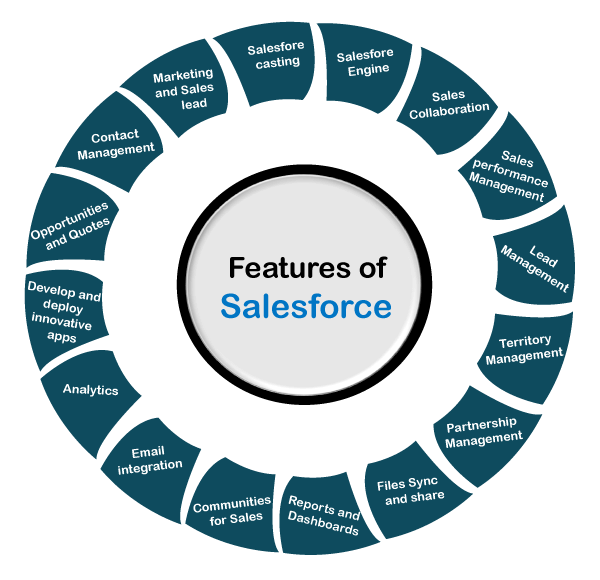 Features of
Salesforce
Salesfore
casting
Salesfore
Engine
Sales
Collaboration
Sales
performance
Management
Lead
Management
Territory
Management
Partnership
Management
Files Sync
and share
Reports and
Dashboards
Communities
for Sales
Email
integration
Analytics
Develop and
deploy
innovative
apps
Opportunities
and Quotes
Contact
Management
Marketing
and Sales
lead